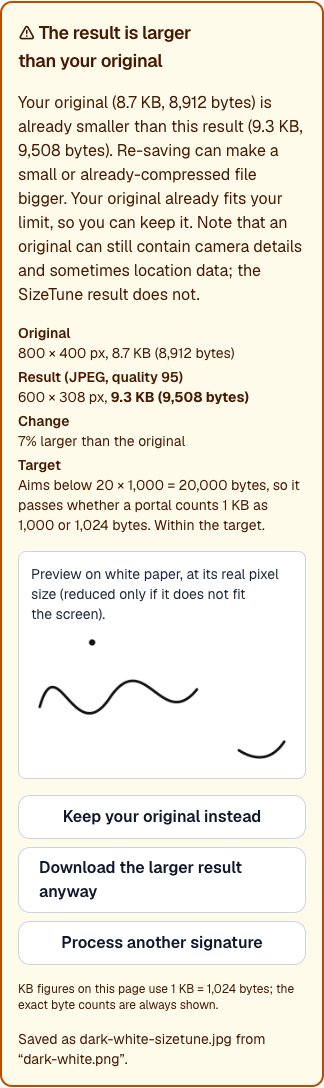 ⚠ The result is larger
than your original
Your original (8.7 KB, 8,912 bytes) is
already smaller than this result (9.3 KB,
9,508 bytes). Re-saving can make a
small or already-compressed file
bigger. Your original already fits your
limit, so you can keep it. Note that an
original can still contain camera details
and sometimes location data; the
SizeTune result does not.
Original
800 × 400 px, 8.7 KB (8,912 bytes)
Result (JPEG, quality 95)
600 × 308 px, 9.3 KB (9,508 bytes)
Change
7% larger than the original
Target
Aims below 20 × 1,000 = 20,000 bytes, so it
passes whether a portal counts 1 KB as
1,000 or 1,024 bytes. Within the target.
Preview on white paper, at its real pixel
size (reduced only if it does not fit
the screen).
Keep your original instead
Download the larger result
anyway
Process another signature
KB figures on this page use 1 KB = 1,024 bytes; the
exact byte counts are always shown.
Saved as dark-white-sizetune.jpg from
“dark-white.png”.